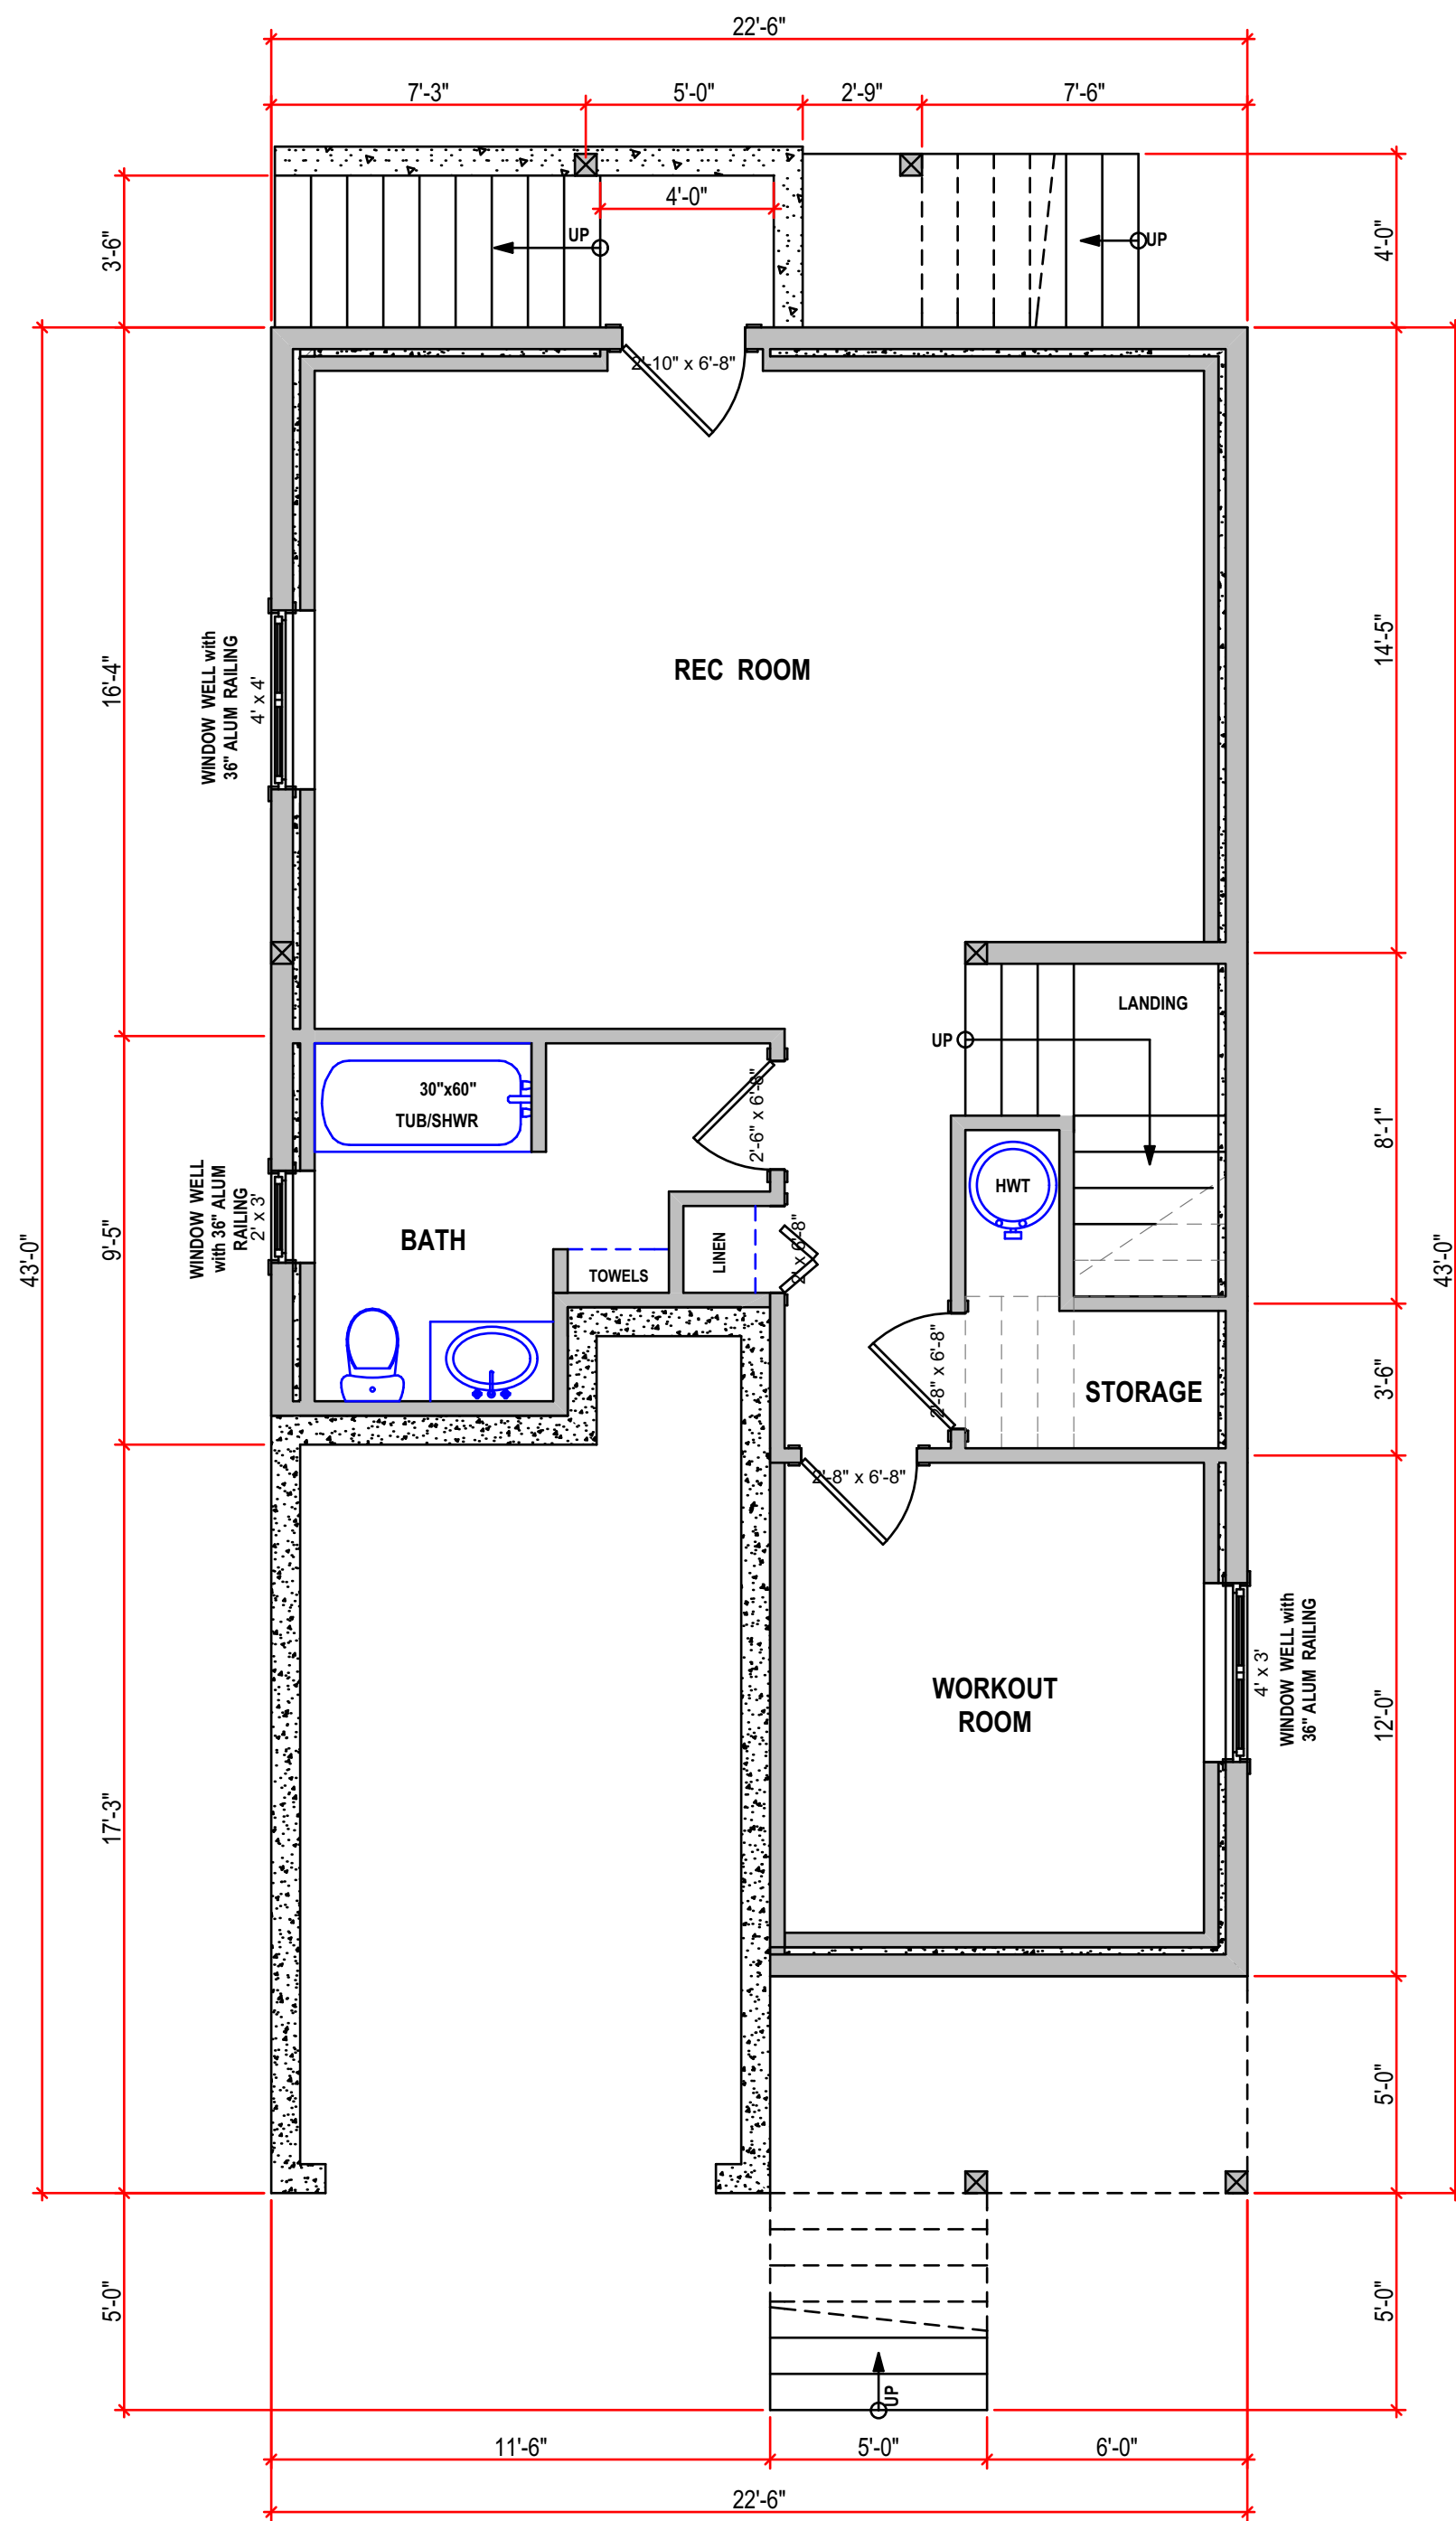 22'-6"
7'-3"
5'-0"
2'-9"
7'-6"
4'-0"
UP
UP
3'-6"
4'-0"
2'-10" x 6'-8"
WINDOW WELL with
36" ALUM RAILING
4' x 4'
16'-4"
REC ROOM
14'-5"
LANDING
UP
30"x60"
TUB/SHWR
2'-6" x 6'-8"
8'-1"
HWT
WINDOW WELL
with 36" ALUM
RAILING
2' x 3'
BATH
LINEN
2' x 6'-8"
TOWELS
9'-5"
43'-0"
43'-0"
2'-8" x 6'-8"
STORAGE
3'-6"
2'-8" x 6'-8"
WORKOUT
ROOM
4' x 3'
WINDOW WELL with
36" ALUM RAILING
12'-0"
17'-3"
5'-0"
5'-0"
5'-0"
UP
11'-6"
5'-0"
6'-0"
22'-6"